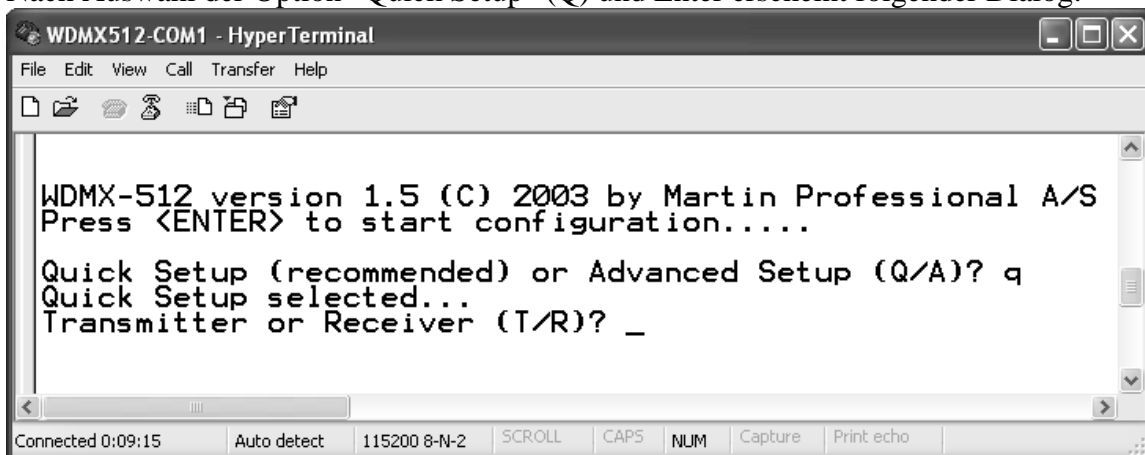 Nach Auswahl der Option "Quich Setup" (Q) und Enter erscheint folgender Dialog:
WDMX512-COM1 - HyperTerminal
File Edit View Call Transfer Help
WDMX-512 version 1.5 (C) 2003 by Martin Professional A/S
Press <ENTER> to start configuration.....
Quick Setup (recommended) or Advanced Setup (Q/A)? q
Quick Setup selected...
Transmitter or Receiver (T/R)? _
Connected 0:09:15 Auto detect 115200 8-N-2 SCROLL CAPS NUM Capture Print echo